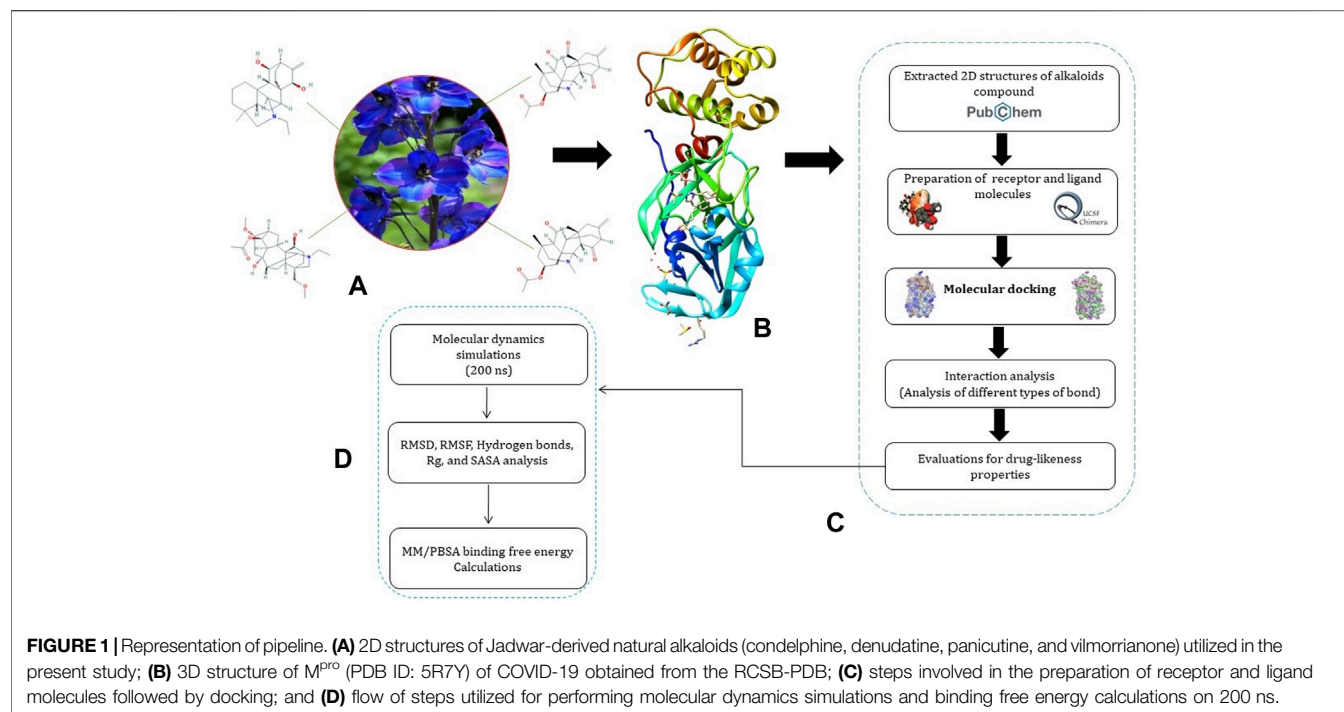 A
B
Extracted 2D structures of alkaloids
compound
PubChem
Preparation of receptor and ligand
molecules
UCSF
Chimera
Molecular docking
Interaction analysis
(Analysis of different types of bond)
Evaluations for drug-likeness
properties
C
Molecular dynamics
simulations
(200 ns)
RMSD, RMSF, Hydrogen bonds,
Rg, and SASA analysis
MM/PBSA binding free energy
Calculations
D
FIGURE 1 | Representation of pipeline. (A) 2D structures of Jadwar-derived natural alkaloids (condelphine, denudatine, panicutine, and vilmorrianone) utilized in the
present study; (B) 3D structure of Mpro (PDB ID: 5R7Y) of COVID-19 obtained from the RCSB-PDB; (C) steps involved in the preparation of receptor and ligand
molecules followed by docking; and (D) flow of steps utilized for performing molecular dynamics simulations and binding free energy calculations on 200 ns.